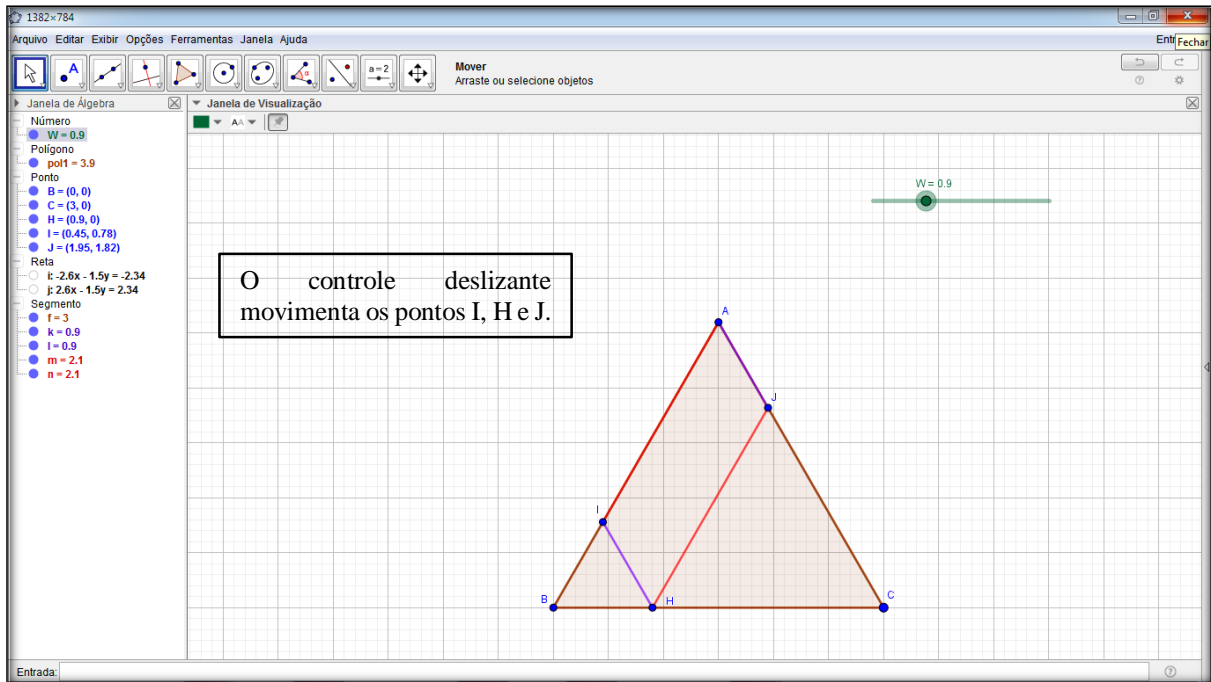 1382×784
Arquivo Editar Exibir Opções Ferramentas Janela Ajuda
Entr
Fechar
A
α
a=2
Mover
Arraste ou selecione objetos
Janela de Álgebra
Janela de Visualização
AA
Número
W = 0.9
Polígono
pol1 = 3.9
Ponto
B = (0, 0)
C = (3, 0)
H = (0.9, 0)
I = (0.45, 0.78)
J = (1.95, 1.82)
Reta
i: -2.6x - 1.5y = -2.34
j: 2.6x - 1.5y = 2.34
Segmento
f = 3
k = 0.9
l = 0.9
m = 2.1
n = 2.1
W = 0.9
O controle deslizante
movimenta os pontos I, H e J.
A
J
I
B
H
C
Entrada: